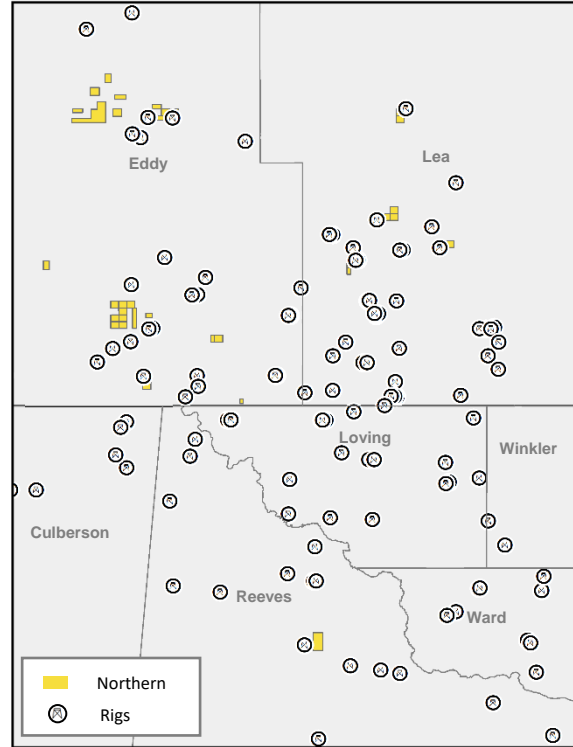 Eddy
Lea
Loving
Winkler
Culberson
Reeves
Ward
Northern
Rigs